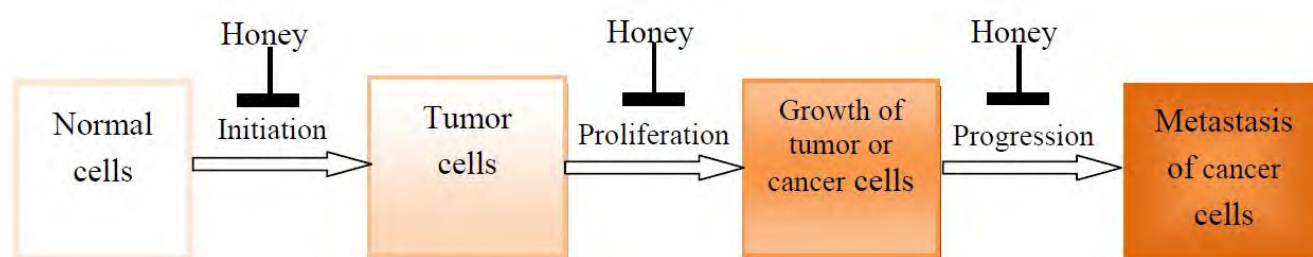 Honey
Honey
Honey
Normal
cells
Initiation
Tumor
cells
Proliferation
Growth of
tumor or
cancer cells
Progression
Metastasis
of cancer
cells